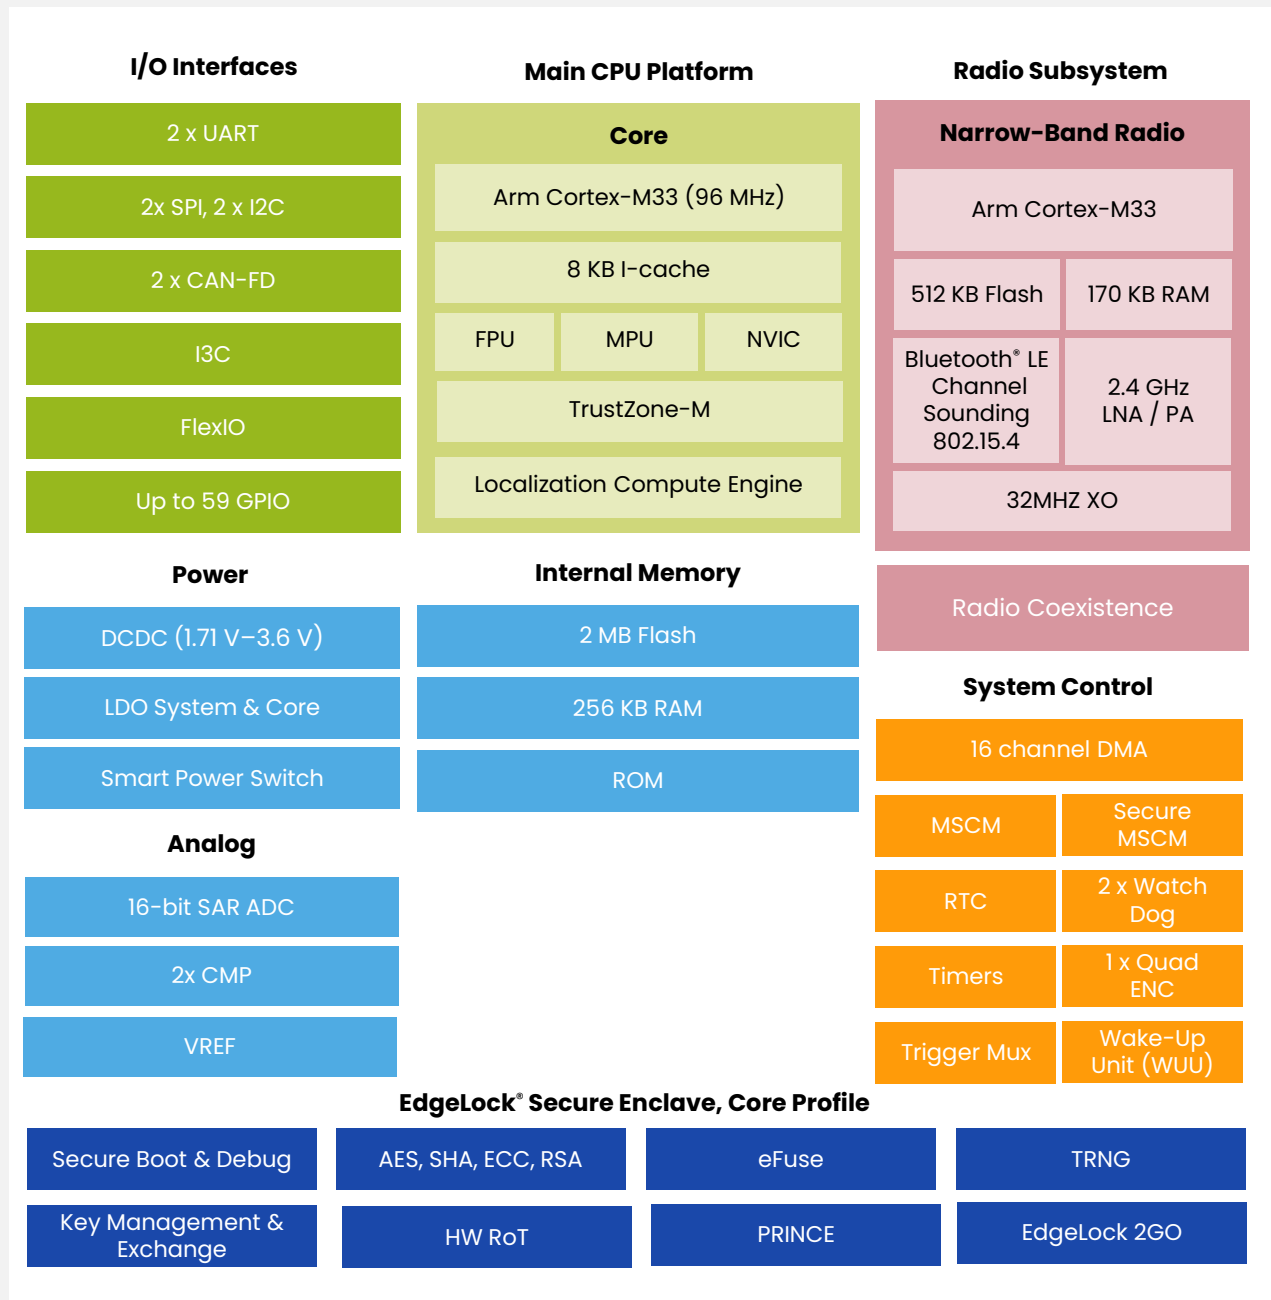 I/O Interfaces
2 x UART
2x SPI, 2 x I2C
2 x CAN-FD
I3C
FlexIO
Up to 59 GPIO
Main CPU Platform
Core
Arm Cortex-M33 (96 MHz)
8 KB I-cache
FPU
MPU
NVIC
TrustZone-M
Localization Compute Engine
Radio Subsystem
Narrow-Band Radio
Arm Cortex-M33
512 KB Flash
170 KB RAM
Bluetooth® LE
Channel
Sounding
802.15.4
2.4 GHz
LNA / PA
32MHZ XO
Radio Coexistence
Power
DCDC (1.71 V–3.6 V)
LDO System & Core
Smart Power Switch
Internal Memory
2 MB Flash
256 KB RAM
ROM
Analog
16-bit SAR ADC
2x CMP
VREF
System Control
16 channel DMA
MSCM
Secure
MSCM
RTC
2 x Watch
Dog
Timers
1 x Quad
ENC
Trigger Mux
Wake-Up
Unit (WUU)
EdgeLock® Secure Enclave, Core Profile
Secure Boot & Debug
AES, SHA, ECC, RSA
eFuse
TRNG
Key Management &
Exchange
HW RoT
PRINCE
EdgeLock 2GO